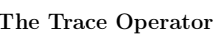 The Trace Operator